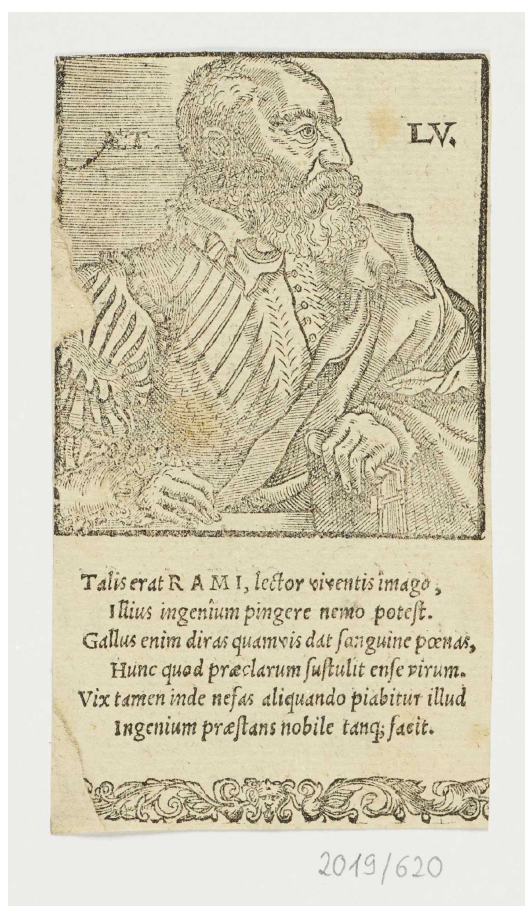 ÆT. LV.
Talis erat RAMI, lector viventis imago,
Illius ingenium pingere nemo potest.
Gallus enim diras quamvis dat sanguine pœnas,
Hunc quod præclarum sustulit ense virum.
Vix tamen inde nefas aliquando piabitur illud
Ingenium præstans nobile tanq; facit.
2019/620